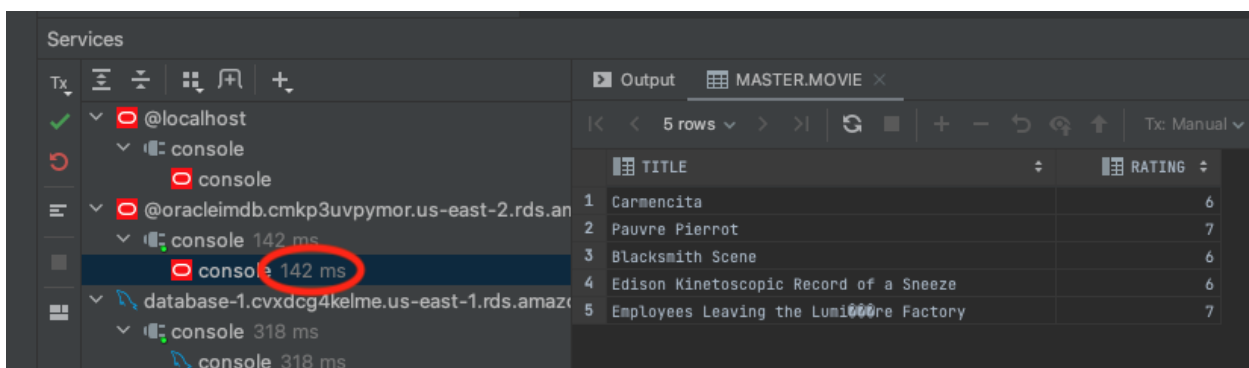 Services
Tx
@localhost
console
console
@oracleimdb.cmkp3uvpymor.us-east-2.rds.am
console 142 ms
console 142 ms
database-1.cvxdcg4kelme.us-east-1.rds.amazo
console 318 ms
console 318 ms
Output MASTER.MOVIE
5 rows Tx: Manual
TITLE RATING
1 Carmencita 6
2 Pauvre Pierrot 7
3 Blacksmith Scene 6
4 Edison Kinetoscopic Record of a Sneeze 6
5 Employees Leaving the Lumi���re Factory 7